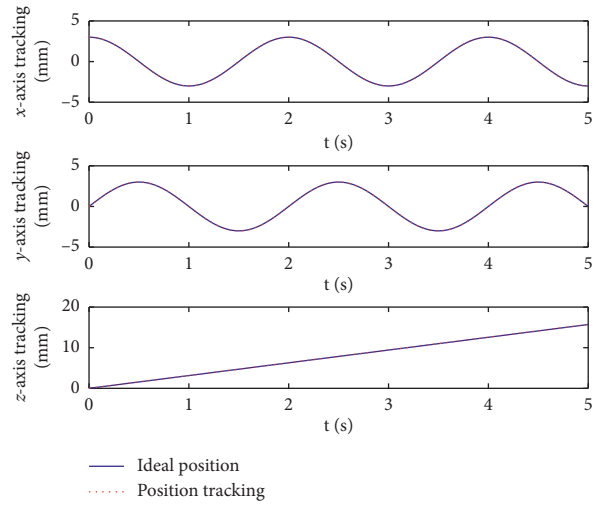 x-axis tracking
(mm)
5
0
−5
0 1 2 3 4 5
t (s)
y-axis tracking
(mm)
5
0
−5
0 1 2 3 4 5
t (s)
z-axis tracking
(mm)
20
10
0
0 1 2 3 4 5
t (s)
Ideal position
Position tracking